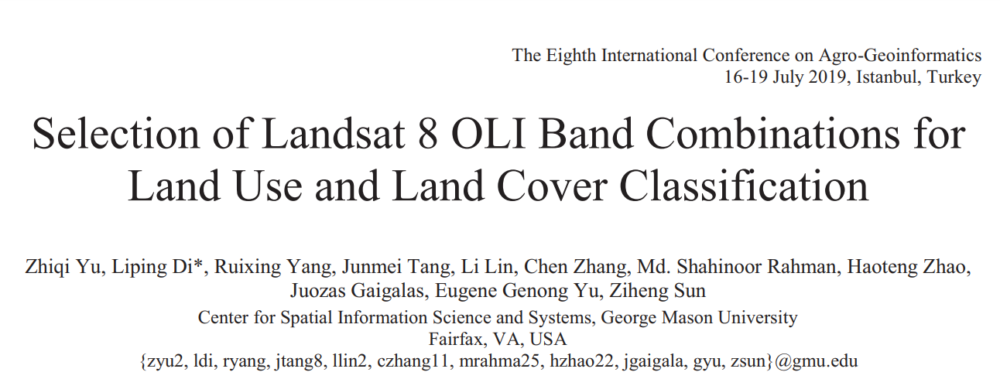 The Eighth International Conference on Agro-Geoinformatics
16-19 July 2019, Istanbul, Turkey
Selection of Landsat 8 OLI Band Combinations for
Land Use and Land Cover Classification
Zhiqi Yu, Liping Di*, Ruixing Yang, Junmei Tang, Li Lin, Chen Zhang, Md. Shahinoor Rahman, Haoteng Zhao,
Juozas Gaigalas, Eugene Genong Yu, Ziheng Sun
Center for Spatial Information Science and Systems, George Mason University
Fairfax, VA, USA
{zyu2, ldi, ryang, jtang8, llin2, czhang11, mrahma25, hzhao22, jgaigala, gyu, zsun}@gmu.edu